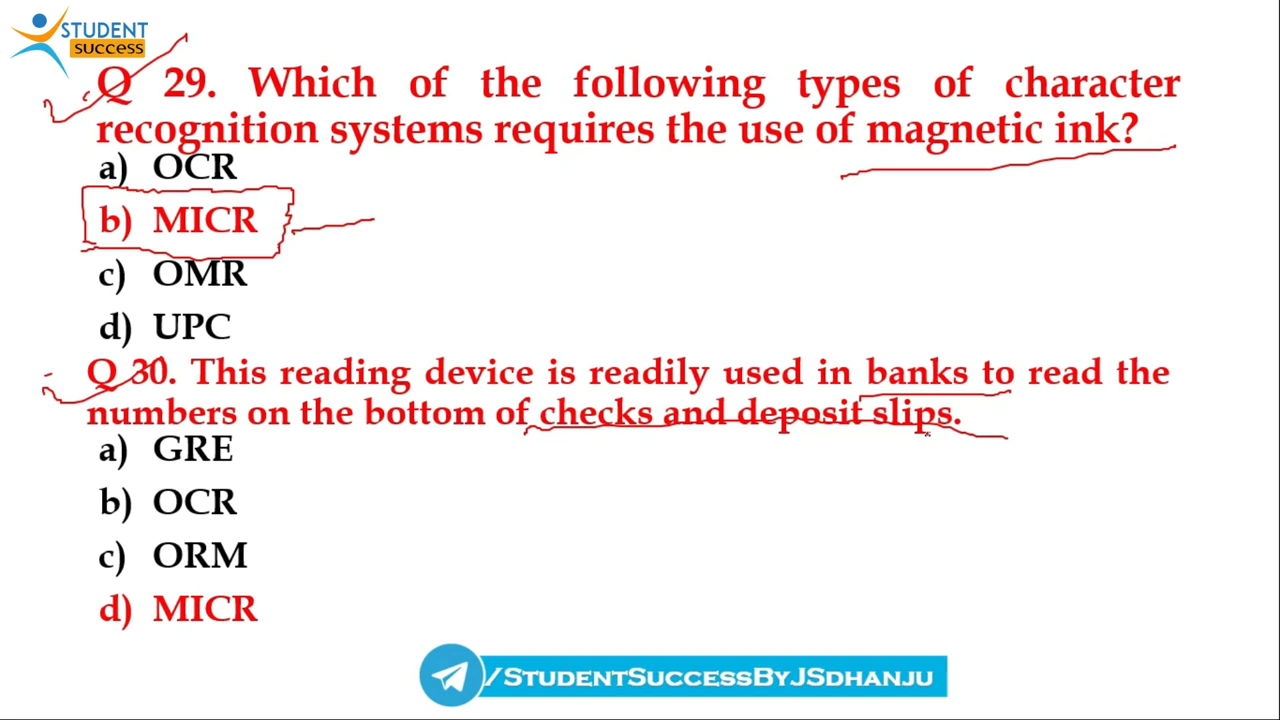 STUDENT
SUCCESS
Q 29. Which of the following types of character
recognition systems requires the use of magnetic ink?
a) OCR
b) MICR
c) OMR
d) UPC
Q 30. This reading device is readily used in banks to read the
numbers on the bottom of checks and deposit slips.
a) GRE
b) OCR
c) ORM
d) MICR
/STUDENTSUCCESSBYJSDHANJU